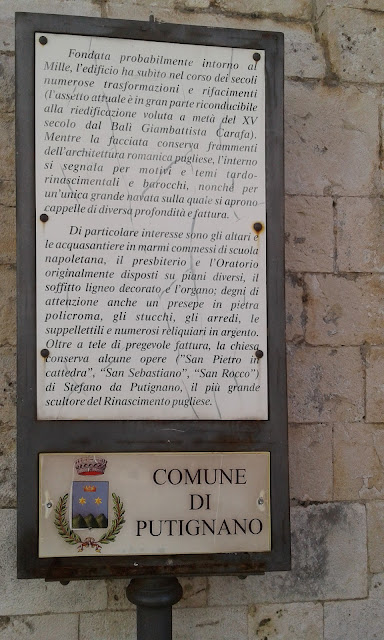 Fondata probabilmente intorno al
Mille, l'edificio ha subito nel corso dei secoli
numerose trasformazioni e rifacimenti
(l'assetto attuale è in gran parte riconducibile
alla riedificazione voluta a metà del XV
secolo dal Balì Giambattista Carafa).
Mentre la facciata conserva frammenti
dell'architettura romanica pugliese, l'interno
si segnala per motivi e temi tardo-
rinascimentali e barocchi, nonché per
un'unica grande navata sulla quale si aprono
cappelle di diversa profondità e fattura.
Di particolare interesse sono gli altari e
le acquasantiere in marmi commessi di scuola
napoletana, il presbiterio e l'Oratorio
originalmente disposti su piani diversi, il
soffitto ligneo decorato e l'organo; degni di
attenzione anche un presepe in pietra
policroma, gli stucchi, gli arredi, le
suppellettili e numerosi reliquiari in argento.
Oltre a tele di pregevole fattura, la chiesa
conserva alcune opere ("San Pietro in
cattedra", "San Sebastiano", "San Rocco")
di Stefano da Putignano, il più grande
scultore del Rinascimento pugliese.
COMUNE
DI
PUTIGNANO